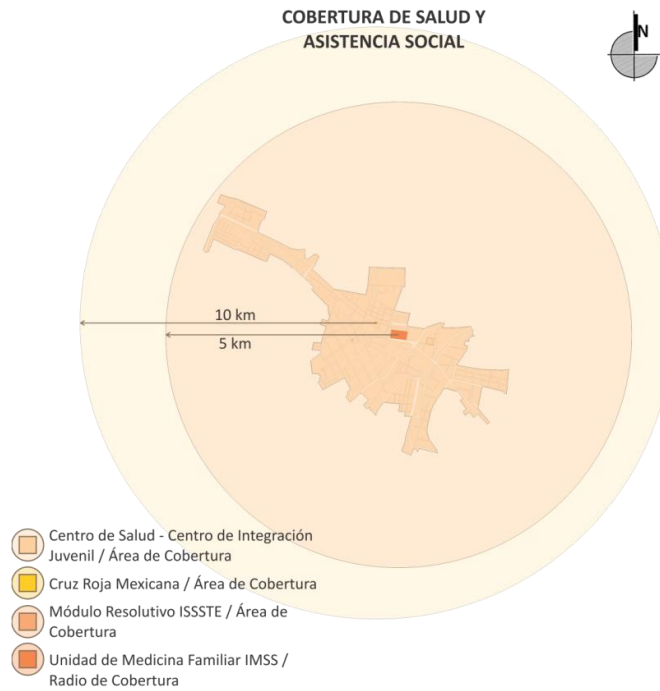 COBERTURA DE SALUD Y
ASISTENCIA SOCIAL
N
10 km
5 km
Centro de Salud - Centro de Integración
Juvenil / Área de Cobertura
Cruz Roja Mexicana / Área de Cobertura
Módulo Resolutivo ISSSTE / Área de
Cobertura
Unidad de Medicina Familiar IMSS /
Radio de Cobertura